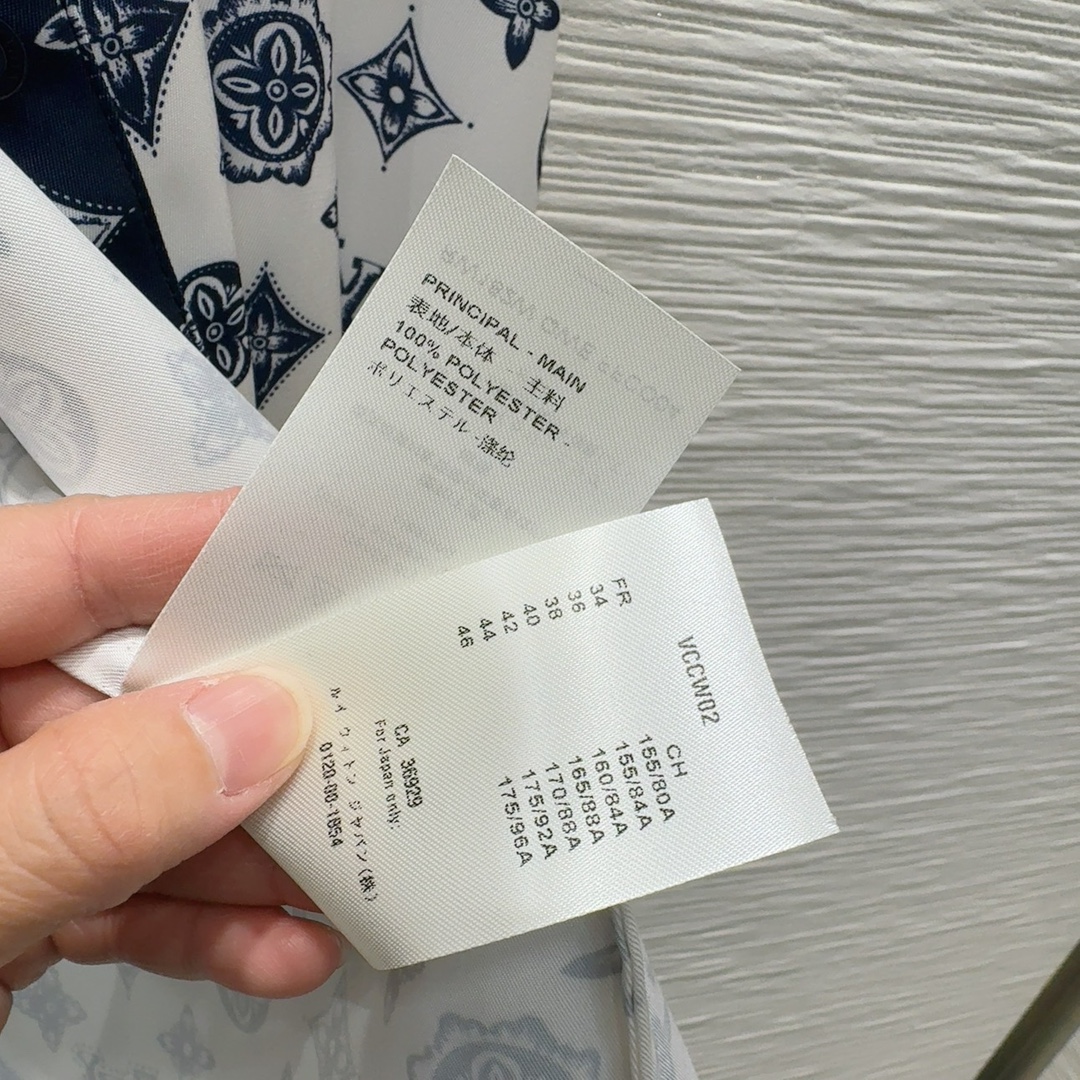 PRINCIPAL - MAIN
表地/本体 - 主料
100% POLYESTER -
POLYESTER
ポリエステル-涤纶
VCCW02
FR CH
34 155/80A
36 155/84A
38 160/84A
40 165/88A
42 170/88A
44 175/92A
46 175/96A
CA 36929
For Japan only:
ルイ ヴィトン ジャパン(株)
0120-00-1854